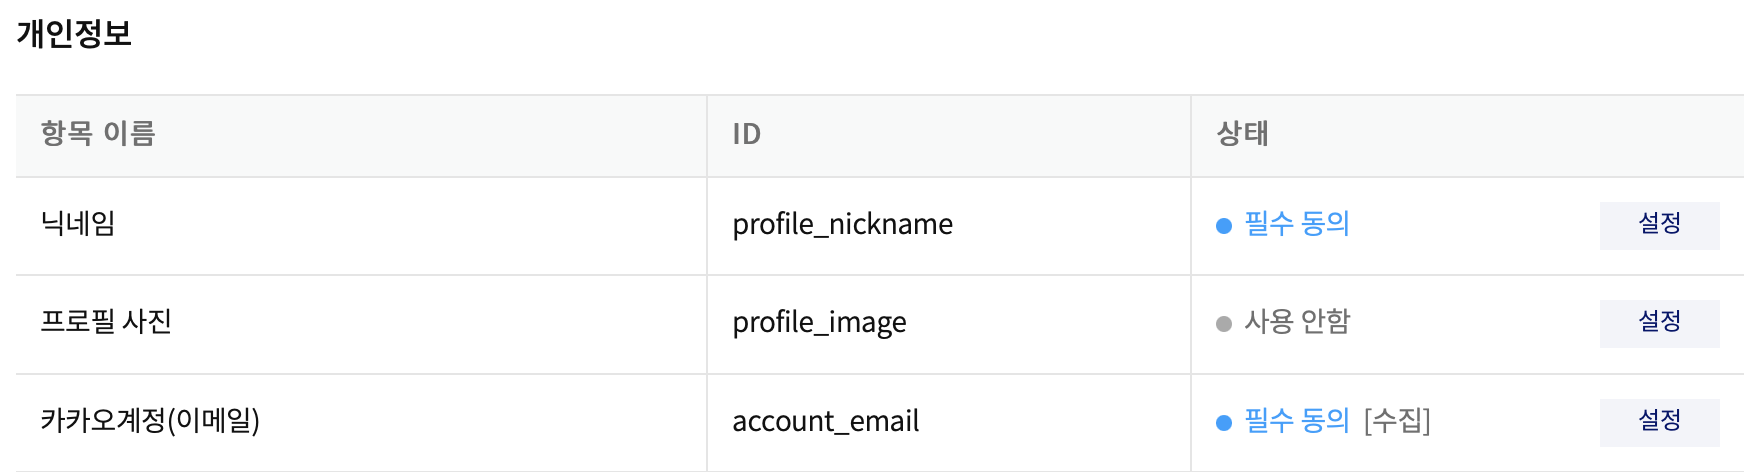 개인정보
항목 이름 ID 상태
닉네임 profile_nickname 필수 동의 설정
프로필 사진 profile_image 사용 안함 설정
카카오계정(이메일) account_email 필수 동의 [수집] 설정